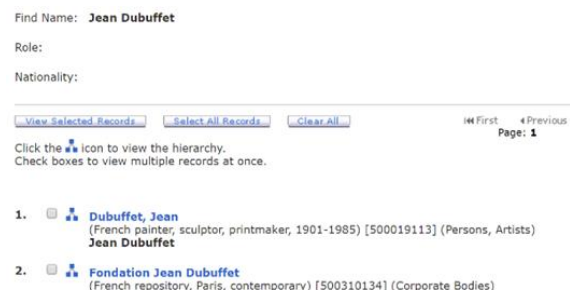 Find Name: Jean Dubuffet
Role:
Nationality:
View Selected Records Select All Records Clear All First Previous
Page: 1
Click the icon to view the hierarchy.
Check boxes to view multiple records at once.
1. Dubuffet, Jean
(French painter, sculptor, printmaker, 1901-1985) [500019113] (Persons, Artists)
Jean Dubuffet
2. Fondation Jean Dubuffet
(French repository, Paris, contemporary) [500310134] (Corporate Bodies)